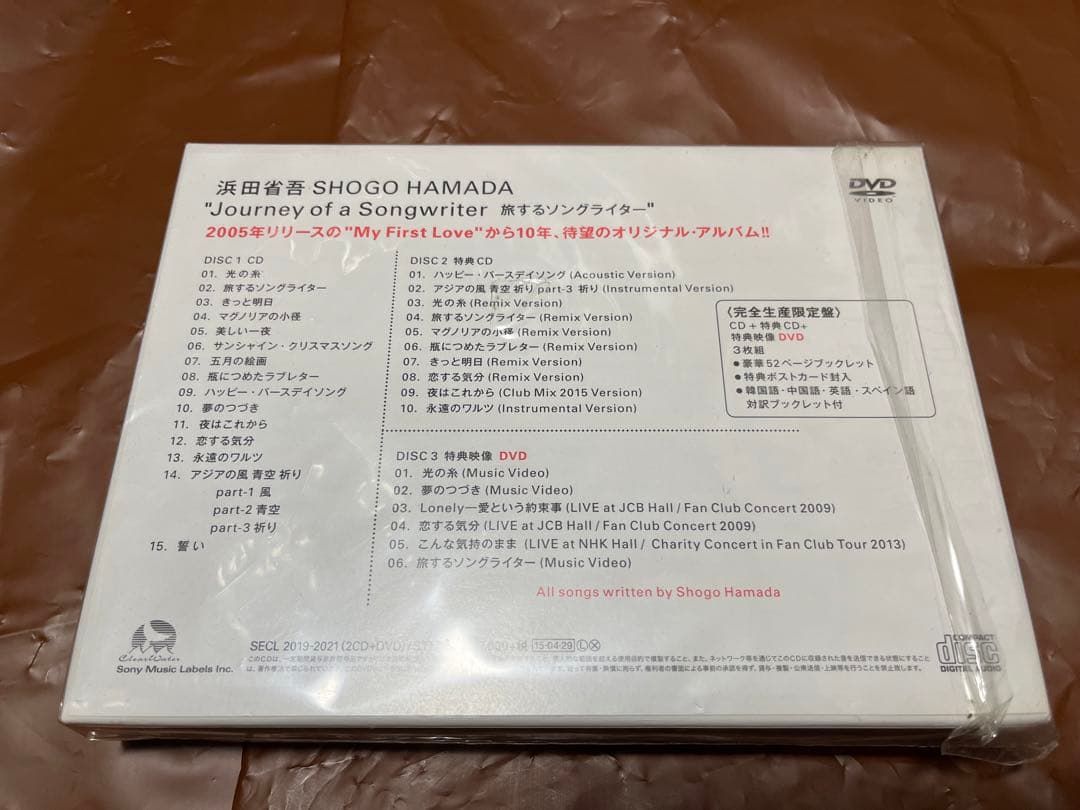 浜田省吾 SHOGO HAMADA
"Journey of a Songwriter 旅するソングライター"
2005年リリースの"My First Love"から10年、待望のオリジナル・アルバム!!
DISC 1 CD
01. 光の糸
02. 旅するソングライター
03. きっと明日
04. マグノリアの小径
05. 美しい一夜
06. サンシャイン・クリスマスソング
07. 五月の絵画
08. 瓶につめたラブレター
09. ハッピー・バースデイソング
10. 夢のつづき
11. 夜はこれから
12. 恋する気分
13. 永遠のワルツ
14. アジアの風 青空 祈り
part-1 風
part-2 青空
part-3 祈り
15. 誓い
DISC 2 特典 CD
01. ハッピー・バースデイソング (Acoustic Version)
02. アジアの風 青空 祈り part-3 祈り (Instrumental Version)
03. 光の糸 (Remix Version)
04. 旅するソングライター (Remix Version)
05. マグノリアの小径 (Remix Version)
06. 瓶につめたラブレター (Remix Version)
07. きっと明日 (Remix Version)
08. 恋する気分 (Remix Version)
09. 夜はこれから (Club Mix 2015 Version)
10. 永遠のワルツ (Instrumental Version)
DISC 3 特典映像 DVD
01. 光の糸 (Music Video)
02. 夢のつづき (Music Video)
03. Lonely—愛という約束事 (LIVE at JCB Hall / Fan Club Concert 2009)
04. 恋する気分 (LIVE at JCB Hall / Fan Club Concert 2009)
05. こんな気持のまま (LIVE at NHK Hall / Charity Concert in Fan Club Tour 2013)
06. 旅するソングライター (Music Video)
All songs written by Shogo Hamada
DVD
VIDEO
〈完全生産限定盤〉
CD + 特典CD +
特典映像 DVD
3枚組
●豪華52ページブックレット
●特典ポストカード封入
●韓国語・中国語・英語・スペイン語
対訳ブックレット付
ClearWater
Sony Music Labels Inc.
SECL 2019-2021 (2CD+DVD)
15·04·29 Ⓛ Ⓧ
COMPACT
disc
DIGITAL AUDIO